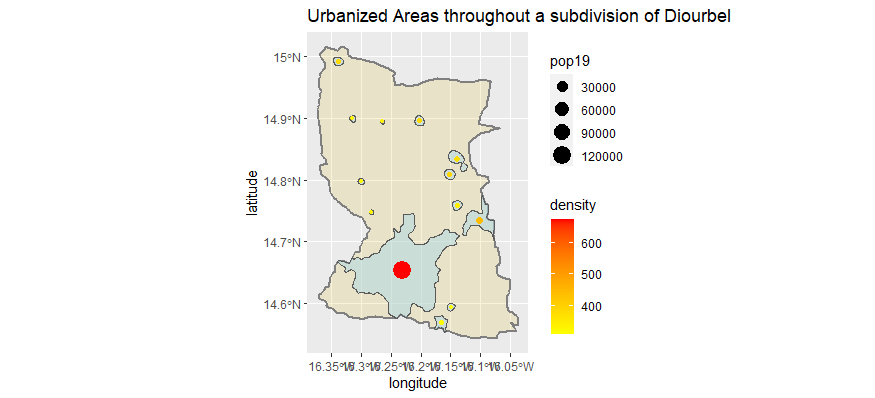 Urbanized Areas throughout a subdivision of Diourbel
15°N
14.9°N
14.8°N
14.7°N
14.6°N
latitude
16.35°W 16.3°W 16.25°W 16.2°W 16.15°W 16.1°W 16.05°W
longitude
pop19
30000
60000
90000
120000
density
600
500
400